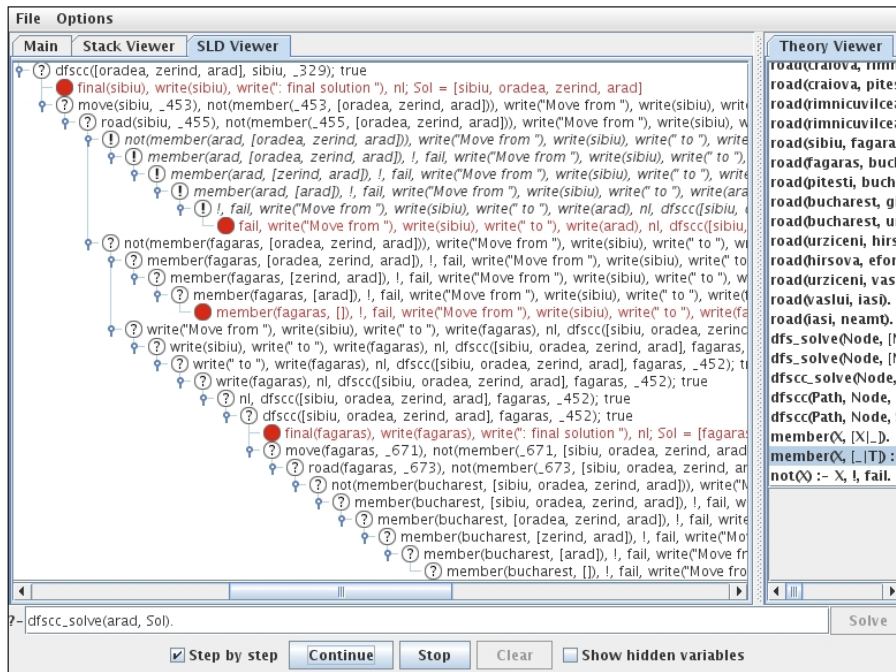 File Options
Main Stack Viewer SLD Viewer
Theory Viewer
dfscc([oradea, zerind, arad], sibiu, _329); true
final(sibiu), write(sibiu), write(": final solution "), nl; Sol = [sibiu, oradea, zerind, arad]
move(sibiu, _453), not(member(_453, [oradea, zerind, arad])), write("Move from "), write(sibiu), write
road(sibiu, _455), not(member(_455, [oradea, zerind, arad])), write("Move from "), write(sibiu), w
! not(member(arad, [oradea, zerind, arad])), write("Move from "), write(sibiu), write(" to "), write
! member(arad, [oradea, zerind, arad]), !, fail, write("Move from "), write(sibiu), write(" to "),
! member(arad, [zerind, arad]), !, fail, write("Move from "), write(sibiu), write(" to "), write
! member(arad, [arad]), !, fail, write("Move from "), write(sibiu), write(" to "), write(ara
! !, fail, write("Move from "), write(sibiu), write(" to "), write(arad), nl, dfscc([sibiu,
fail, write("Move from "), write(sibiu), write(" to "), write(arad), nl, dfscc([sibiu,
? not(member(fagaras, [oradea, zerind, arad])), write("Move from "), write(sibiu), write(" to "), w
? member(fagaras, [oradea, zerind, arad]), !, fail, write("Move from "), write(sibiu), write(" to
? member(fagaras, [zerind, arad]), !, fail, write("Move from "), write(sibiu), write(" to "), w
? member(fagaras, [arad]), !, fail, write("Move from "), write(sibiu), write(" to "), write(
member(fagaras, []), !, fail, write("Move from "), write(sibiu), write(" to "), write(fa
? write("Move from "), write(sibiu), write(" to "), write(fagaras), nl, dfscc([sibiu, oradea, zerind
? write(sibiu), write(" to "), write(fagaras), nl, dfscc([sibiu, oradea, zerind, arad], fagaras,
? write(" to "), write(fagaras), nl, dfscc([sibiu, oradea, zerind, arad], fagaras, _452); t
? write(fagaras), nl, dfscc([sibiu, oradea, zerind, arad], fagaras, _452); true
? nl, dfscc([sibiu, oradea, zerind, arad], fagaras, _452); true
? dfscc([sibiu, oradea, zerind, arad], fagaras, _452); true
final(fagaras), write(fagaras), write(": final solution "), nl; Sol = [fagaras
? move(fagaras, _671), not(member(_671, [sibiu, oradea, zerind, arad
? road(fagaras, _673), not(member(_673, [sibiu, oradea, zerind, ar
? not(member(bucharest, [sibiu, oradea, zerind, arad])), write("M
? member(bucharest, [sibiu, oradea, zerind, arad]), !, fail, w
? member(bucharest, [oradea, zerind, arad]), !, fail, write
? member(bucharest, [zerind, arad]), !, fail, write("Mo
? member(bucharest, [arad]), !, fail, write("Move fr
? member(bucharest, []), !, fail, write("Move fro
road(craiova, rimn
road(craiova, pites
road(rimnicuvilcea
road(rimnicuvilcea
road(sibiu, fagara
road(fagaras, buch
road(pitesti, bucha
road(bucharest, gi
road(bucharest, u
road(urziceni, hirs
road(hirsova, efor
road(urziceni, vas
road(vaslui, iasi).
road(iasi, neamt).
dfs_solve(Node, [N
dfs_solve(Node, [N
dfscc_solve(Node,
dfscc(Path, Node,
dfscc(Path, Node,
member(X, [X|_]).
member(X, [_|T]) :
not(X) :- X, !, fail.
?- dfscc_solve(arad, Sol).
Solve
Step by step Continue Stop Clear Show hidden variables